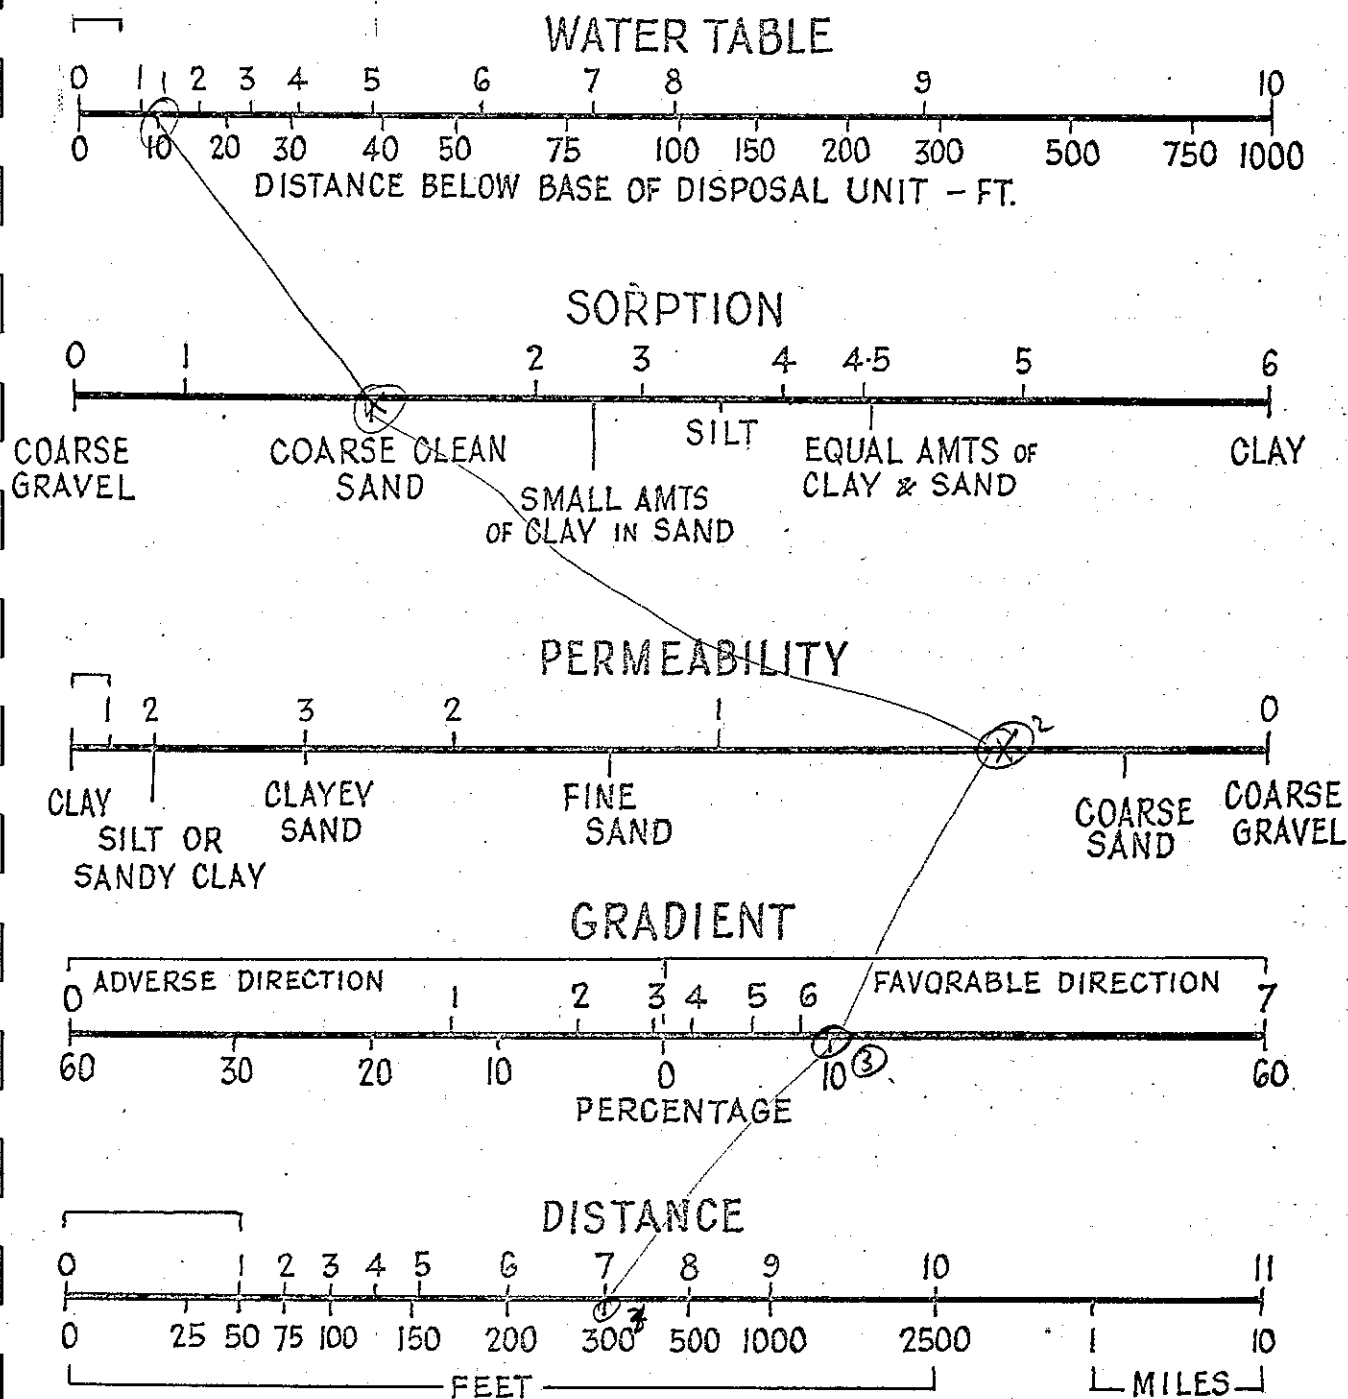 WATER TABLE
0 1 1 2 3 4 5 6 7 8 9 10
0 10 20 30 40 50 75 100 150 200 300 500 750 1000
DISTANCE BELOW BASE OF DISPOSAL UNIT - FT.
SORPTION
0 1 2 3 4 4.5 5 6
COARSE GRAVEL
COARSE CLEAN SAND
SMALL AMTS OF CLAY IN SAND
SILT
EQUAL AMTS OF CLAY & SAND
CLAY
PERMEABILITY
1 2 3 2 1 2 0
CLAY
SILT OR SANDY CLAY
CLAYEY SAND
FINE SAND
COARSE SAND
COARSE GRAVEL
GRADIENT
ADVERSE DIRECTION FAVORABLE DIRECTION
0 1 2 3 4 5 6 7
60 30 20 10 0 10 3 60
PERCENTAGE
DISTANCE
0 1 2 3 4 5 6 7 8 9 10 11
0 25 50 75 100 150 200 300 500 1000 2500 1 10
FEET MILES